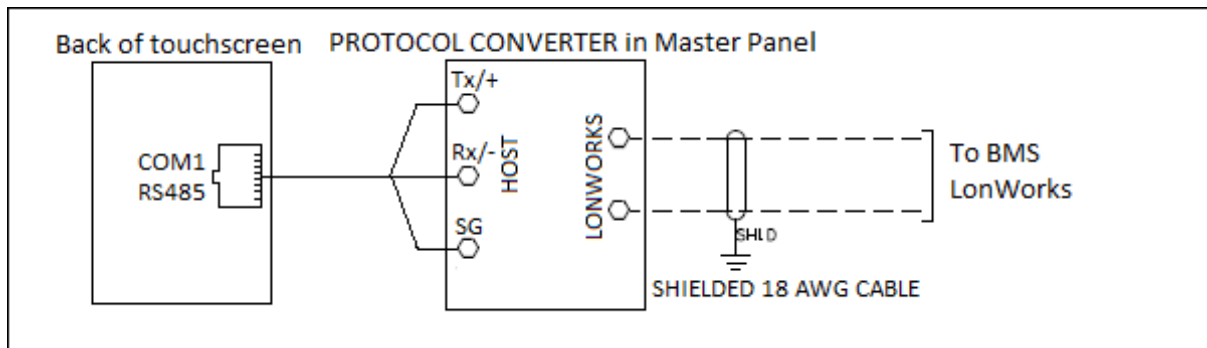 Back of touchscreen
PROTOCOL CONVERTER in Master Panel
COM1
RS485
Tx/+
Rx/-
SG
HOST
LONWORKS
SHLD
To BMS
LonWorks
SHIELDED 18 AWG CABLE